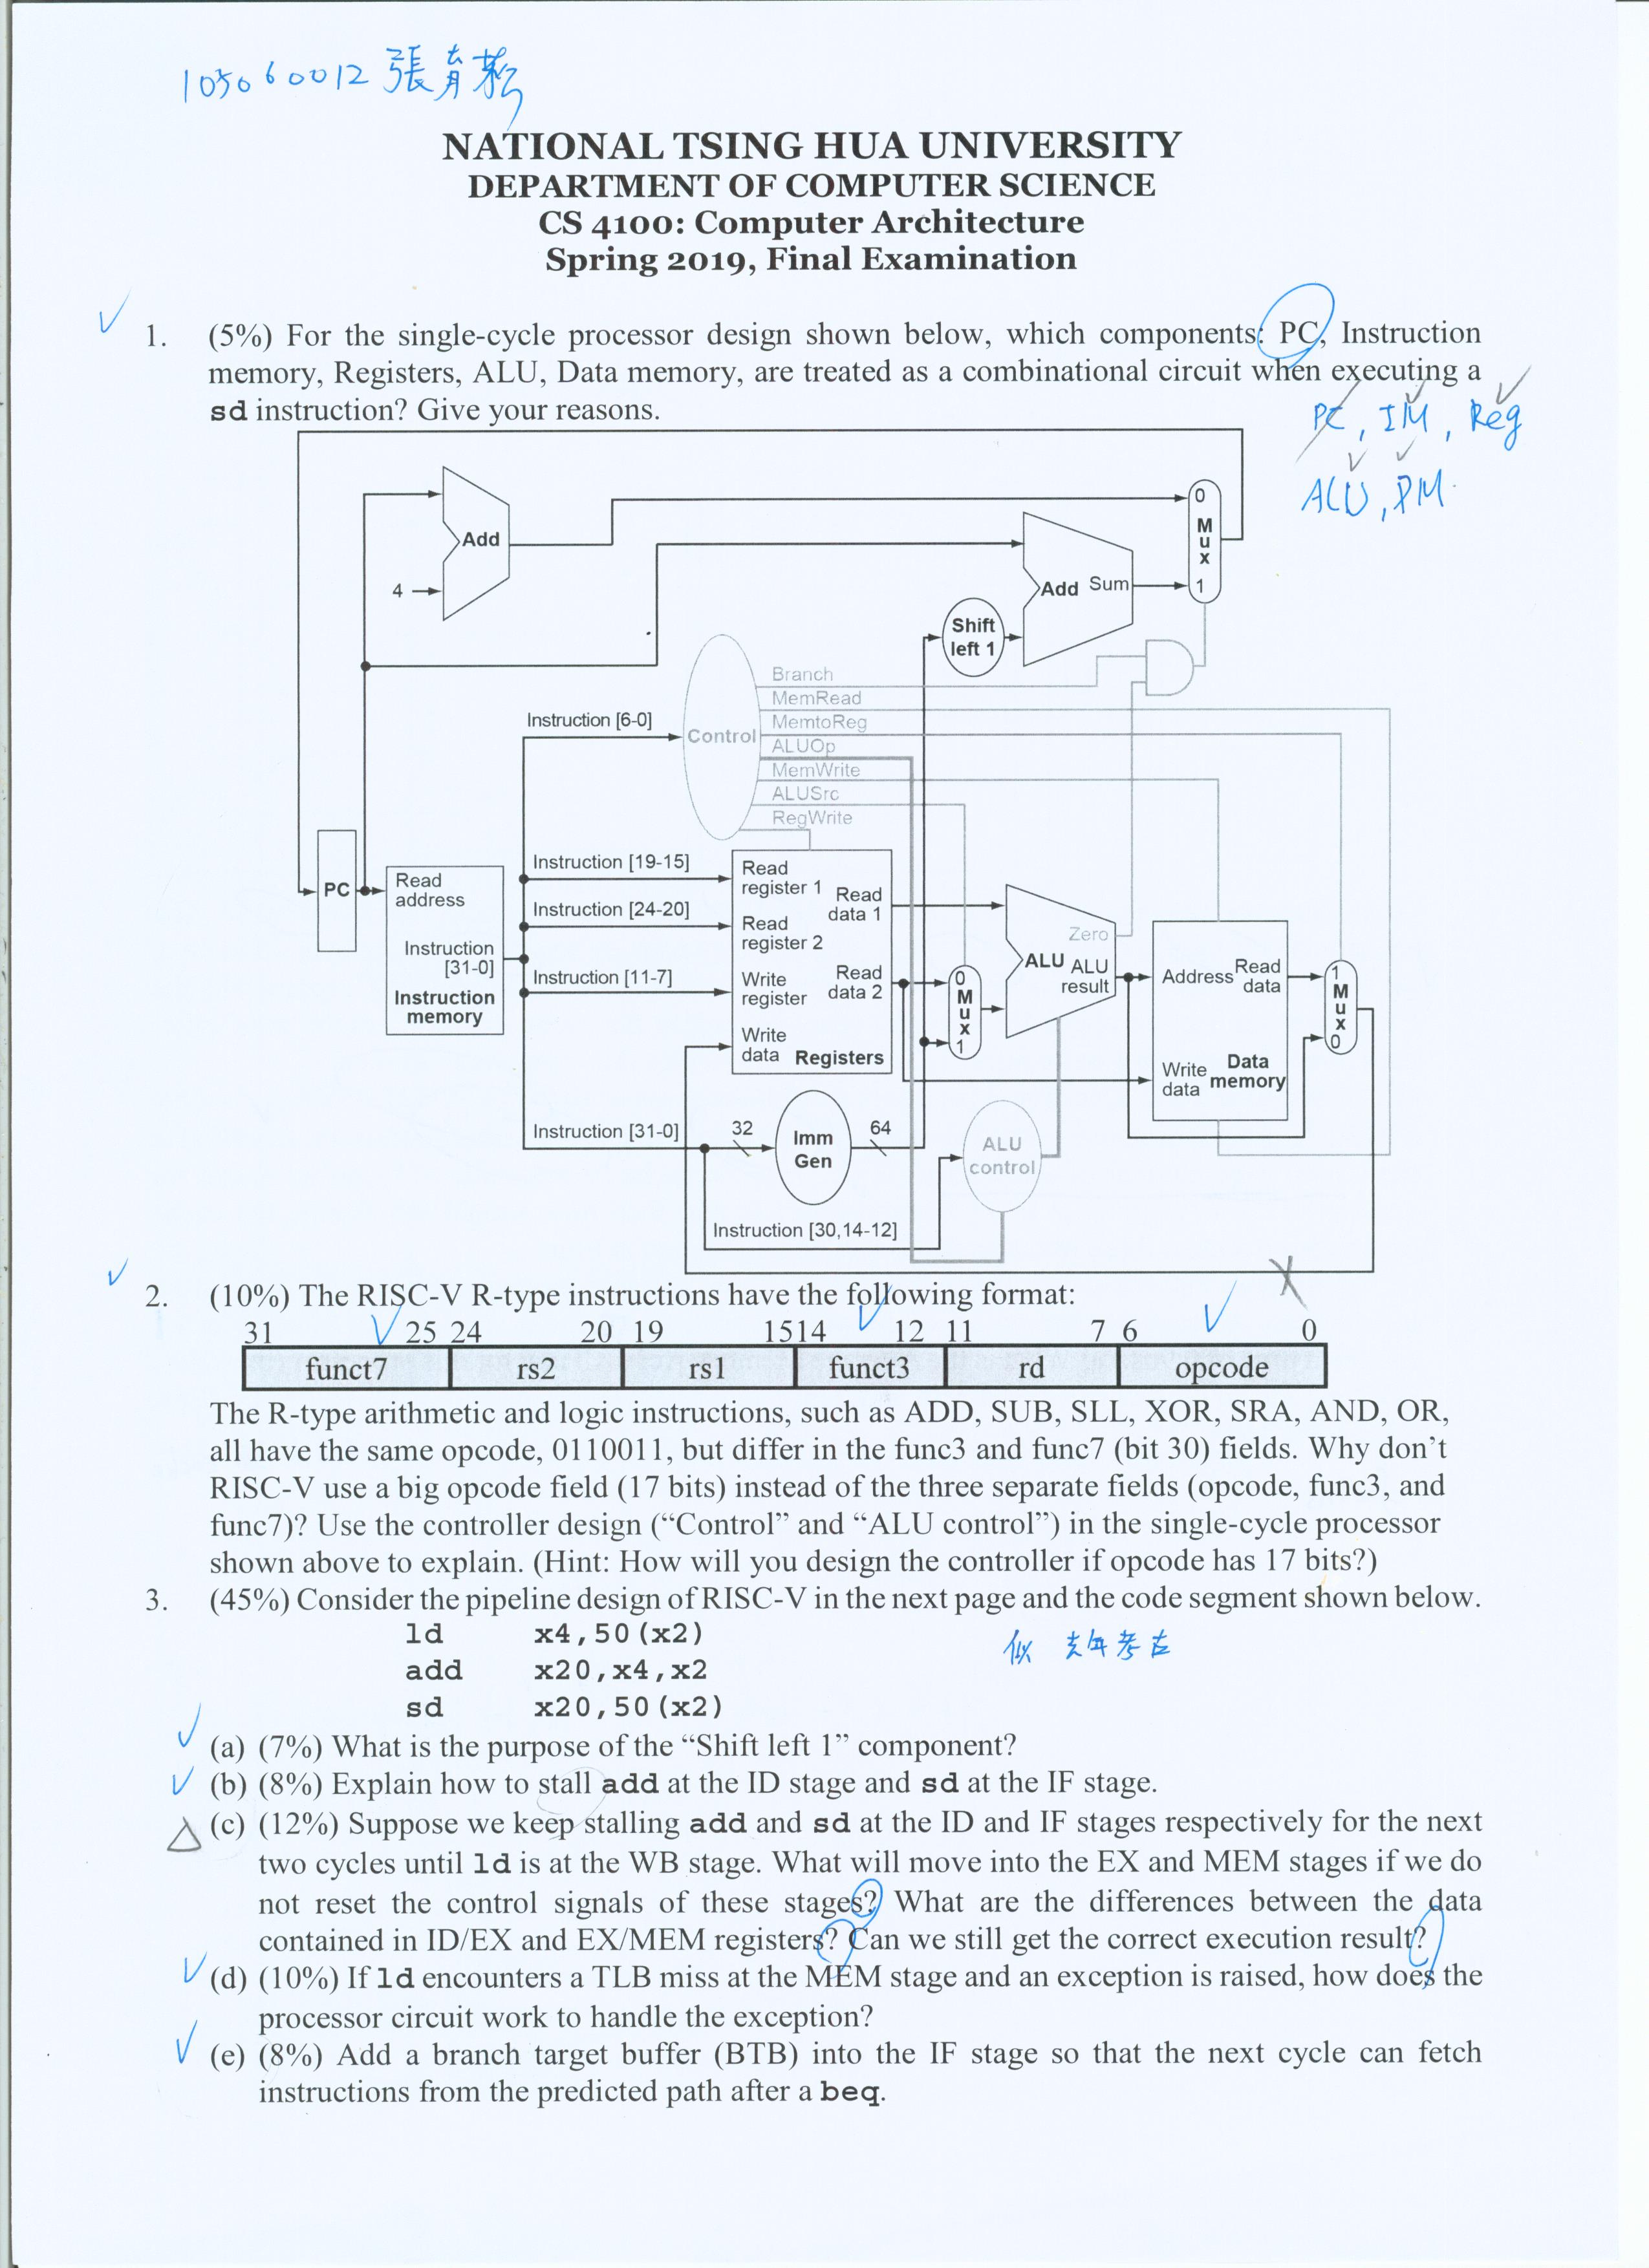 105060012 張育菘
NATIONAL TSING HUA UNIVERSITY
DEPARTMENT OF COMPUTER SCIENCE
CS 4100: Computer Architecture
Spring 2019, Final Examination
1. (5%) For the single-cycle processor design shown below, which components: PC, Instruction
memory, Registers, ALU, Data memory, are treated as a combinational circuit when executing a
sd instruction? Give your reasons.
PC, IM, Reg
ALU, DM
Add
4
0
M
u
x
1
Add Sum
Shift
left 1
Branch
MemRead
MemtoReg
ALUOp
MemWrite
ALUSrc
RegWrite
Instruction [6-0]
Control
PC
Read
address
Instruction
[31-0]
Instruction
memory
Instruction [19-15]
Instruction [24-20]
Instruction [11-7]
Instruction [31-0]
Read
register 1
Read
data 1
Read
register 2
Write
register
Read
data 2
Write
data Registers
0
M
u
x
1
Zero
ALU ALU
result
Address Read
data
Write
data
Data
memory
1
M
u
x
0
32
Imm
Gen
64
ALU
control
Instruction [30,14-12]
2. (10%) The RISC-V R-type instructions have the following format:
31 25 24 20 19 15 14 12 11 7 6 0
funct7 rs2 rs1 funct3 rd opcode
The R-type arithmetic and logic instructions, such as ADD, SUB, SLL, XOR, SRA, AND, OR,
all have the same opcode, 0110011, but differ in the func3 and func7 (bit 30) fields. Why don’t
RISC-V use a big opcode field (17 bits) instead of the three separate fields (opcode, func3, and
func7)? Use the controller design (“Control” and “ALU control”) in the single-cycle processor
shown above to explain. (Hint: How will you design the controller if opcode has 17 bits?)
3. (45%) Consider the pipeline design of RISC-V in the next page and the code segment shown below.
ld x4,50(x2)
add x20,x4,x2
sd x20,50(x2)
似 去年考古
(a) (7%) What is the purpose of the “Shift left 1” component?
(b) (8%) Explain how to stall add at the ID stage and sd at the IF stage.
(c) (12%) Suppose we keep stalling add and sd at the ID and IF stages respectively for the next
two cycles until ld is at the WB stage. What will move into the EX and MEM stages if we do
not reset the control signals of these stages? What are the differences between the data
contained in ID/EX and EX/MEM registers? Can we still get the correct execution result?
(d) (10%) If ld encounters a TLB miss at the MEM stage and an exception is raised, how does the
processor circuit work to handle the exception?
(e) (8%) Add a branch target buffer (BTB) into the IF stage so that the next cycle can fetch
instructions from the predicted path after a beq.